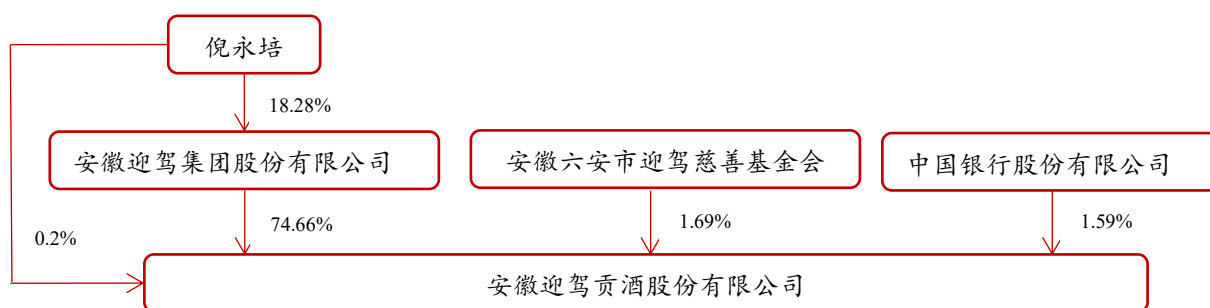 倪永培
18.28%
安徽迎驾集团股份有限公司
安徽六安市迎驾慈善基金会
中国银行股份有限公司
0.2%
74.66%
1.69%
1.59%
安徽迎驾贡酒股份有限公司